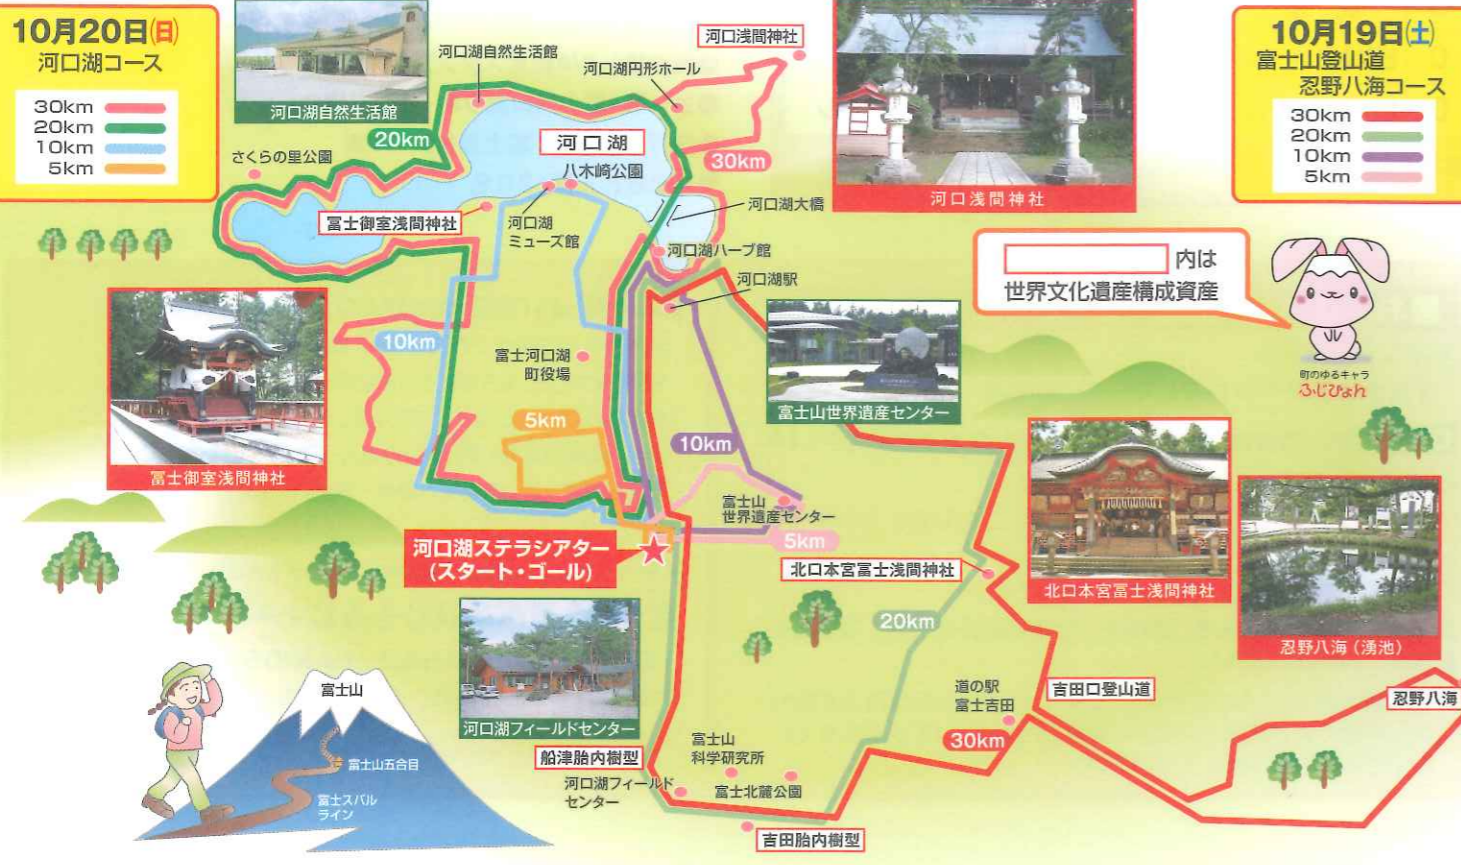 10月20日(日)
河口湖コース
30km
20km
10km
5km
河口湖自然生活館
河口湖自然生活館
20km
さくらの里公園
河口湖円形ホール
河口浅間神社
河口湖
八木崎公園
30km
冨士御室浅間神社
河口湖
ミューズ館
河口湖大橋
河口湖ハーブ館
河口湖駅
河口浅間神社
10月19日(土)
富士山登山道
忍野八海コース
30km
20km
10km
5km
内は
世界文化遺産構成資産
町のゆるキャラ
ふじぴょん
冨士御室浅間神社
10km
富士河口湖
町役場
5km
富士山世界遺産センター
10km
富士山
世界遺産センター
5km
河口湖ステラシアター
(スタート・ゴール)
北口本宮冨士浅間神社
北口本宮冨士浅間神社
忍野八海(湧池)
20km
河口湖フィールドセンター
船津胎内樹型
河口湖フィールド
センター
富士山
科学研究所
富士北麓公園
吉田胎内樹型
道の駅
富士吉田
30km
吉田口登山道
忍野八海
富士山
富士山五合目
富士スバル
ライン